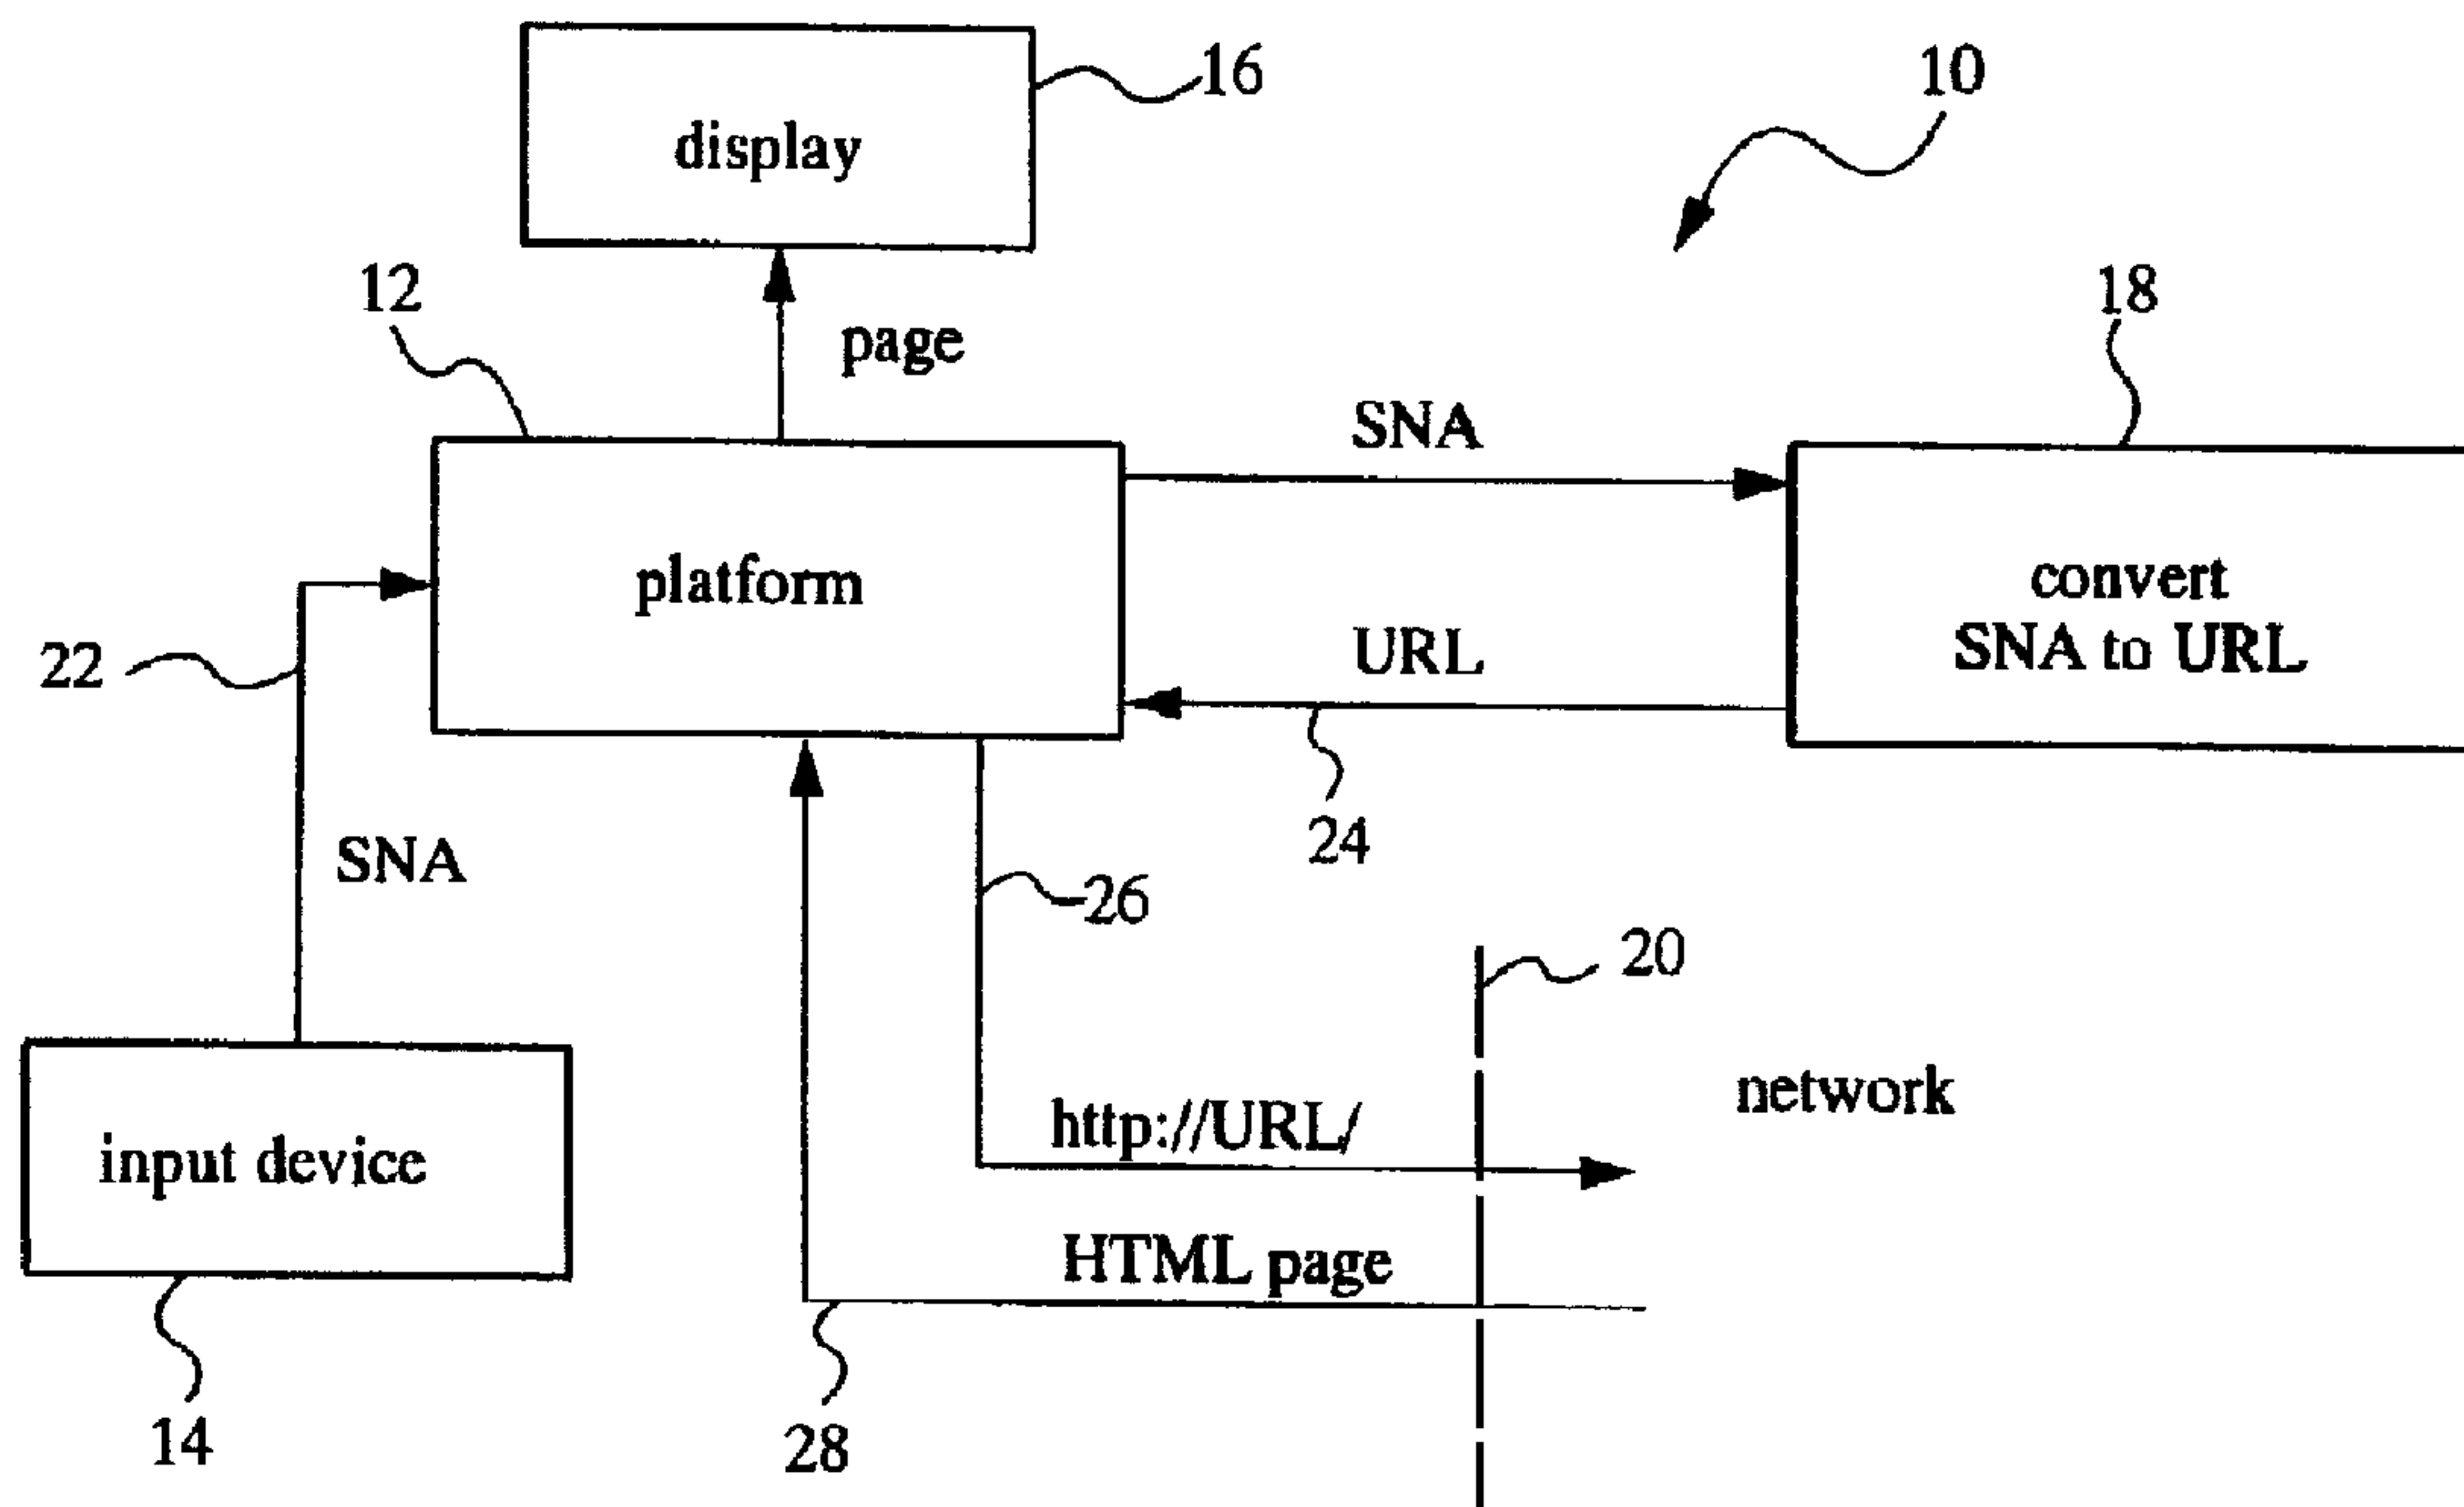 16
10
display
12
page
18
SNA
platform
convert
SNA to URL
22
URL
SNA
24
26
20
network
http://URL/
input device
HTML page
14
28